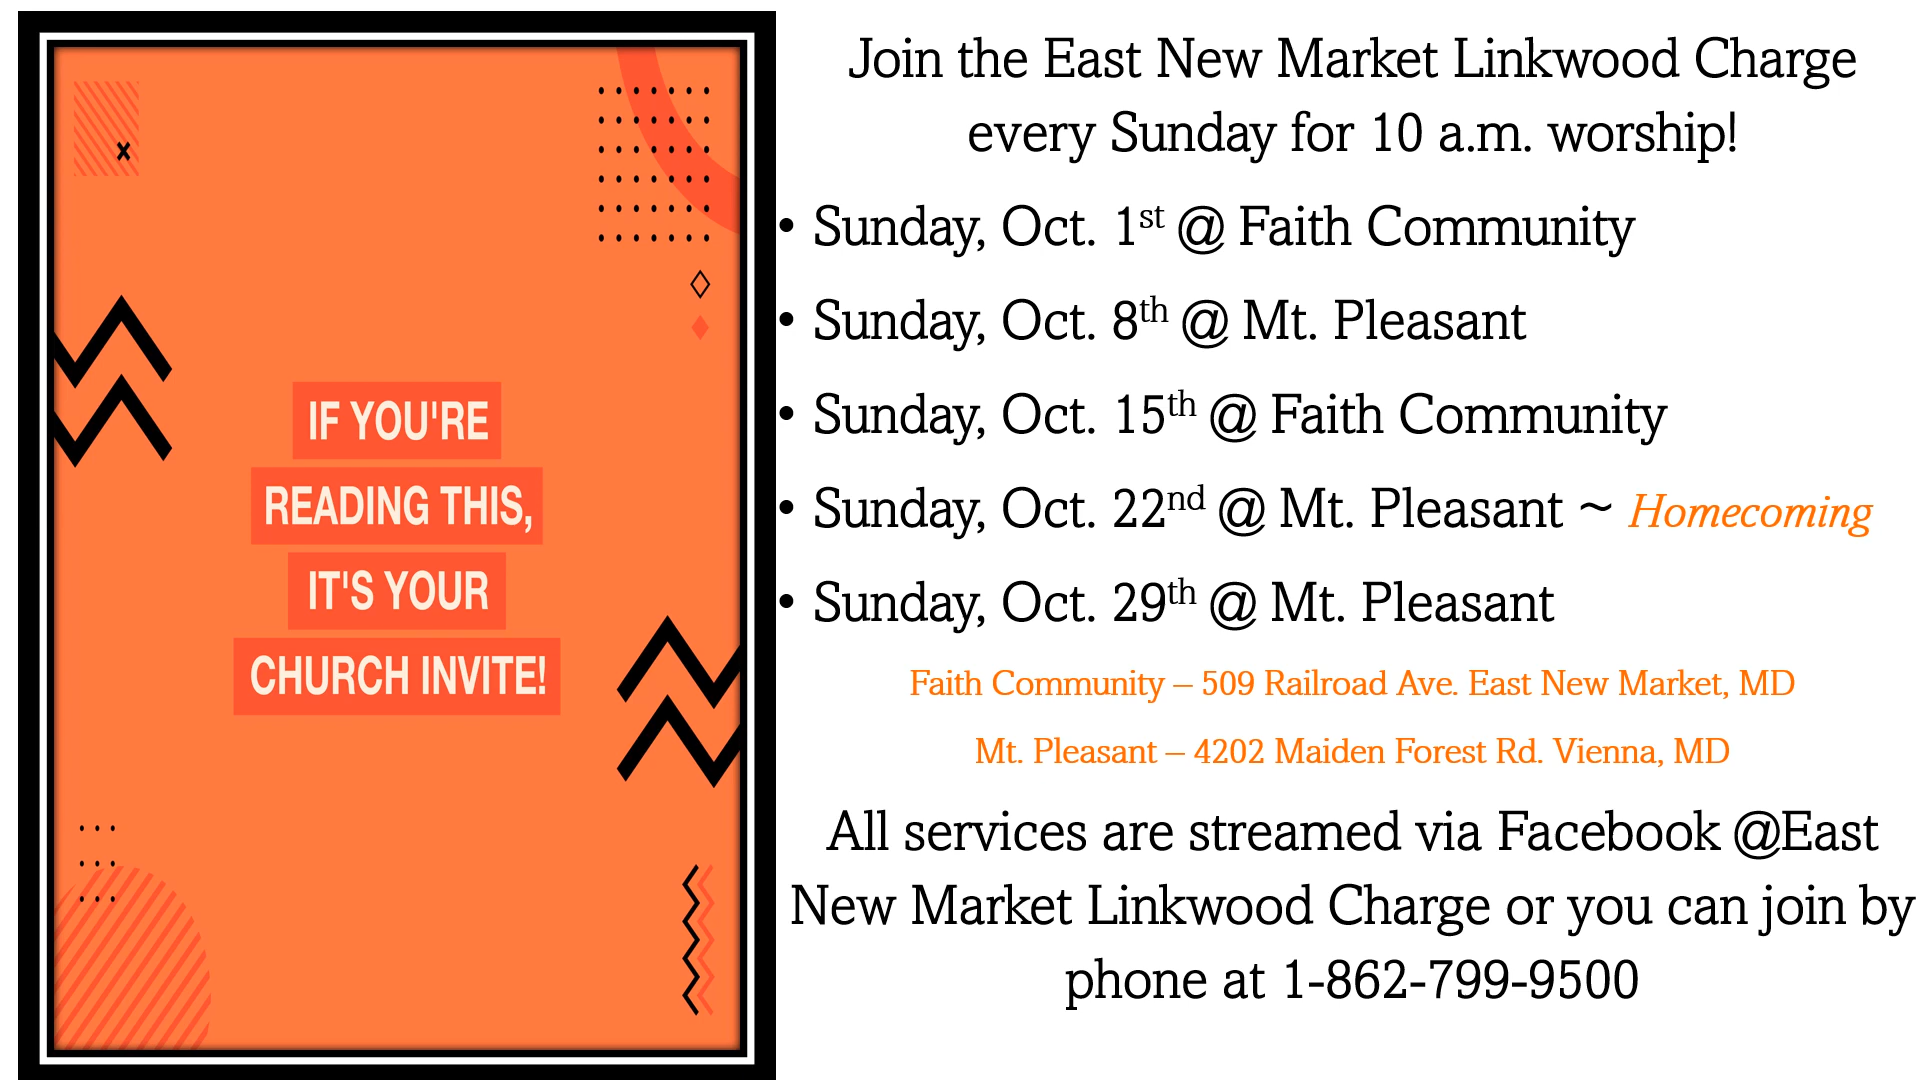 IF YOU'RE
READING THIS,
IT'S YOUR
CHURCH INVITE!
Join the East New Market Linkwood Charge
every Sunday for 10 a.m. worship!
• Sunday, Oct. 1st @ Faith Community
• Sunday, Oct. 8th @ Mt. Pleasant
• Sunday, Oct. 15th @ Faith Community
• Sunday, Oct. 22nd @ Mt. Pleasant ~ Homecoming
• Sunday, Oct. 29th @ Mt. Pleasant
Faith Community – 509 Railroad Ave. East New Market, MD
Mt. Pleasant – 4202 Maiden Forest Rd. Vienna, MD
All services are streamed via Facebook @East
New Market Linkwood Charge or you can join by
phone at 1-862-799-9500